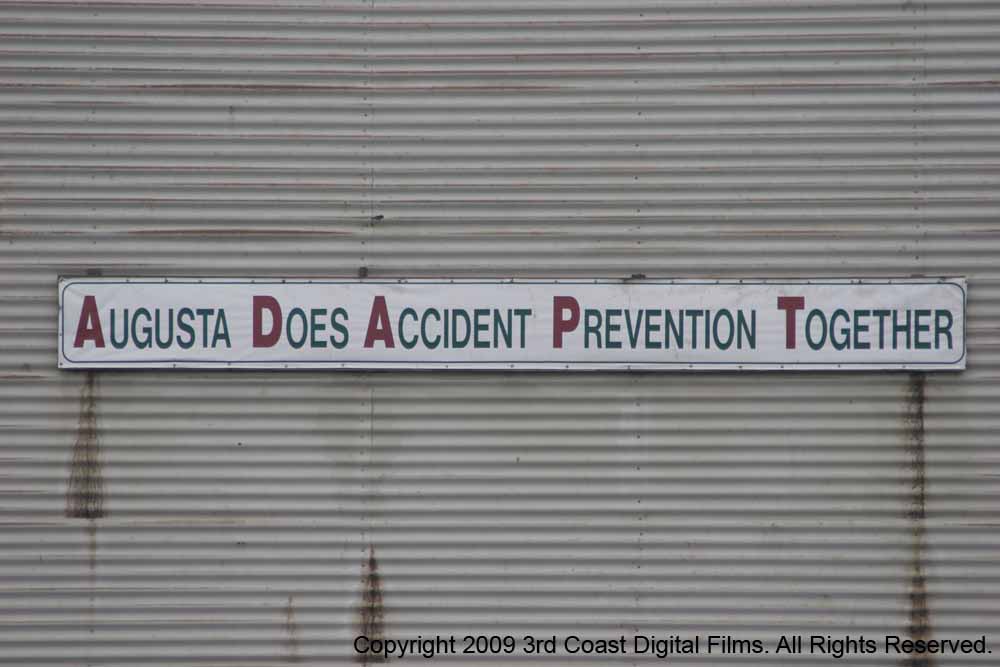 AUGUSTA DOES ACCIDENT PREVENTION TOGETHER
Copyright 2009 3rd Coast Digital Films. All Rights Reserved.